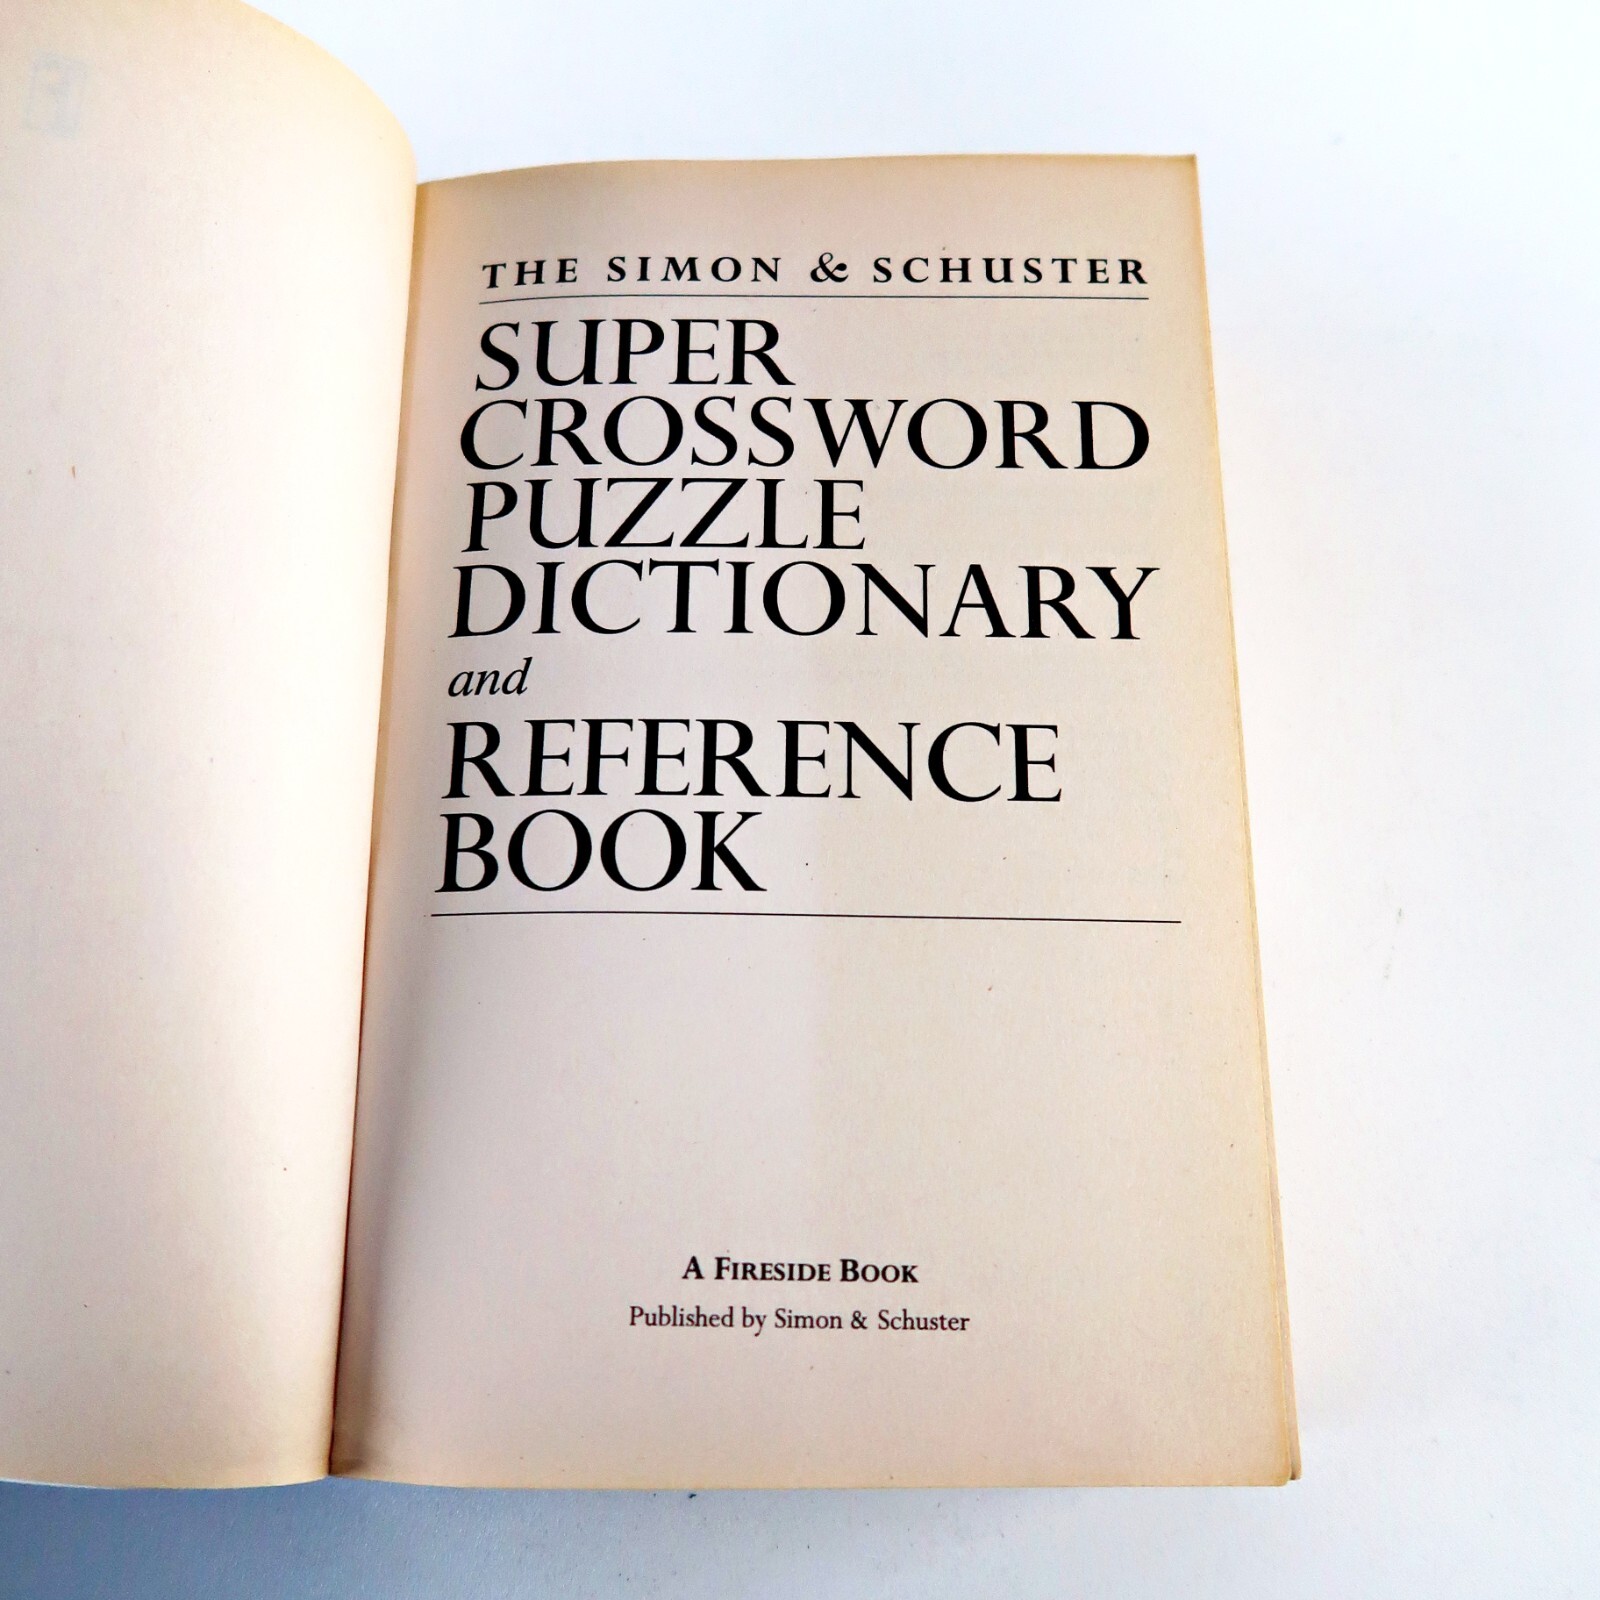 THE SIMON & SCHUSTER
SUPER
CROSSWORD
PUZZLE
DICTIONARY
and
REFERENCE
BOOK
A FIRESIDE BOOK
Published by Simon & Schuster